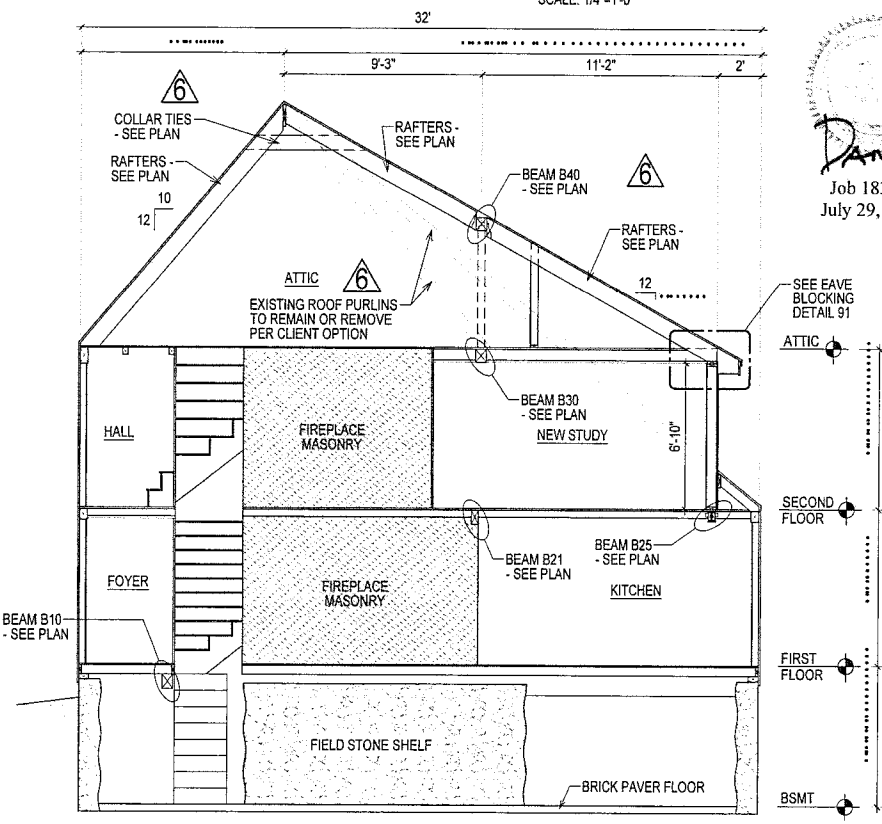 SCALE: 1/4"=1'-0"
32'
9'-3"
11'-2"
2'
6
COLLAR TIES
- SEE PLAN
RAFTERS -
SEE PLAN
RAFTERS -
SEE PLAN
10
12
BEAM B40
- SEE PLAN
6
Job 18
July 29,
RAFTERS -
SEE PLAN
ATTIC
6
EXISTING ROOF PURLINS
TO REMAIN OR REMOVE
PER CLIENT OPTION
12
SEE EAVE
BLOCKING
DETAIL 91
ATTIC
HALL
FIREPLACE
MASONRY
BEAM B30
- SEE PLAN
NEW STUDY
6'-10"
SECOND
FLOOR
FOYER
FIREPLACE
MASONRY
BEAM B21
- SEE PLAN
BEAM B25
- SEE PLAN
KITCHEN
BEAM B10
- SEE PLAN
FIRST
FLOOR
FIELD STONE SHELF
BRICK PAVER FLOOR
BSMT